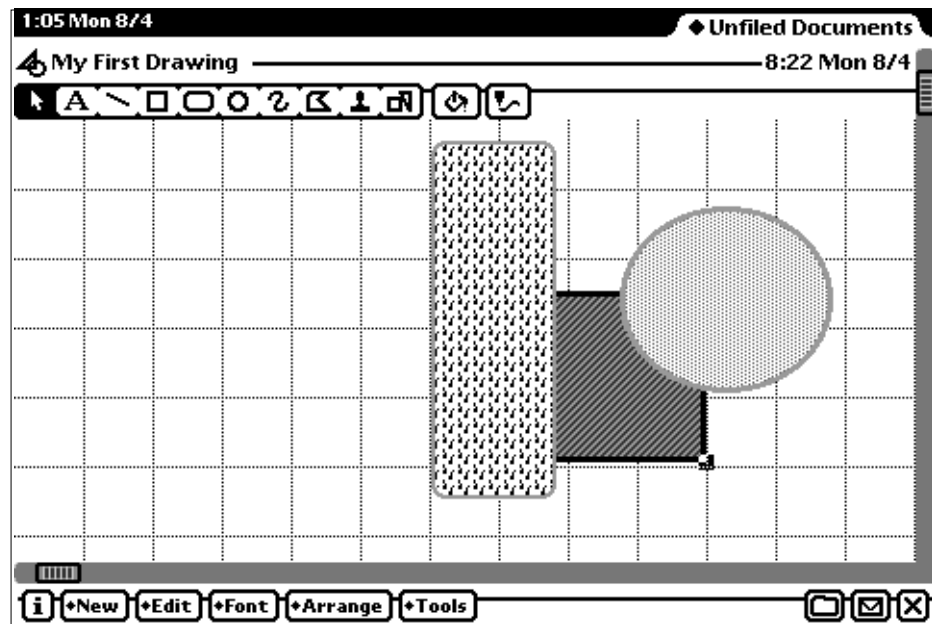 1:05 Mon 8/4
◆Unfiled Documents
My First Drawing
8:22 Mon 8/4
A
i ◆New ◆Edit ◆Font ◆Arrange ◆Tools X